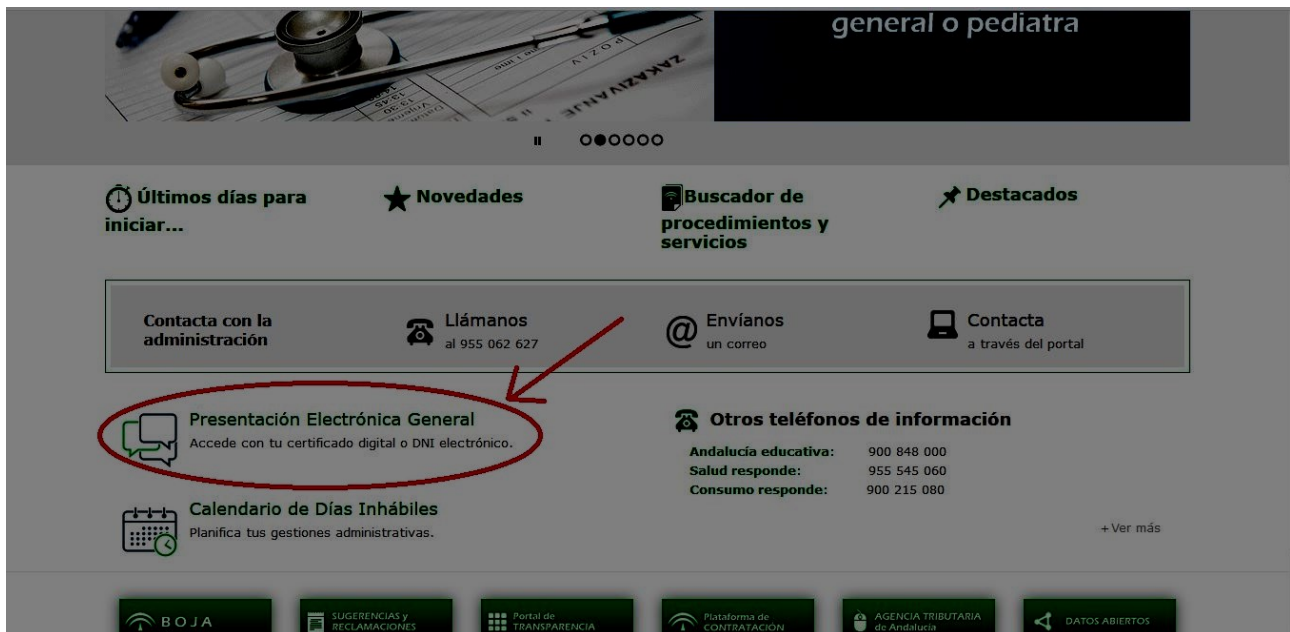 general o pediatra
ZAKAZIVANJE
Últimos días para
iniciar...
Novedades
Buscador de
procedimientos y
servicios
Destacados
Contacta con la
administración
Llámanos
al 955 062 627
Envíanos
un correo
Contacta
a través del portal
Presentación Electrónica General
Accede con tu certificado digital o DNI electrónico.
Calendario de Días Inhábiles
Planifica tus gestiones administrativas.
Otros teléfonos de información
Andalucía educativa: 900 848 000
Salud responde: 955 545 060
Consumo responde: 900 215 080
+Ver más
BOJA
SUGERENCIAS y
RECLAMACIONES
Portal de
TRANSPARENCIA
Plataforma de
CONTRATACIÓN
AGENCIA TRIBUTARIA
de Andalucía
DATOS ABIERTOS